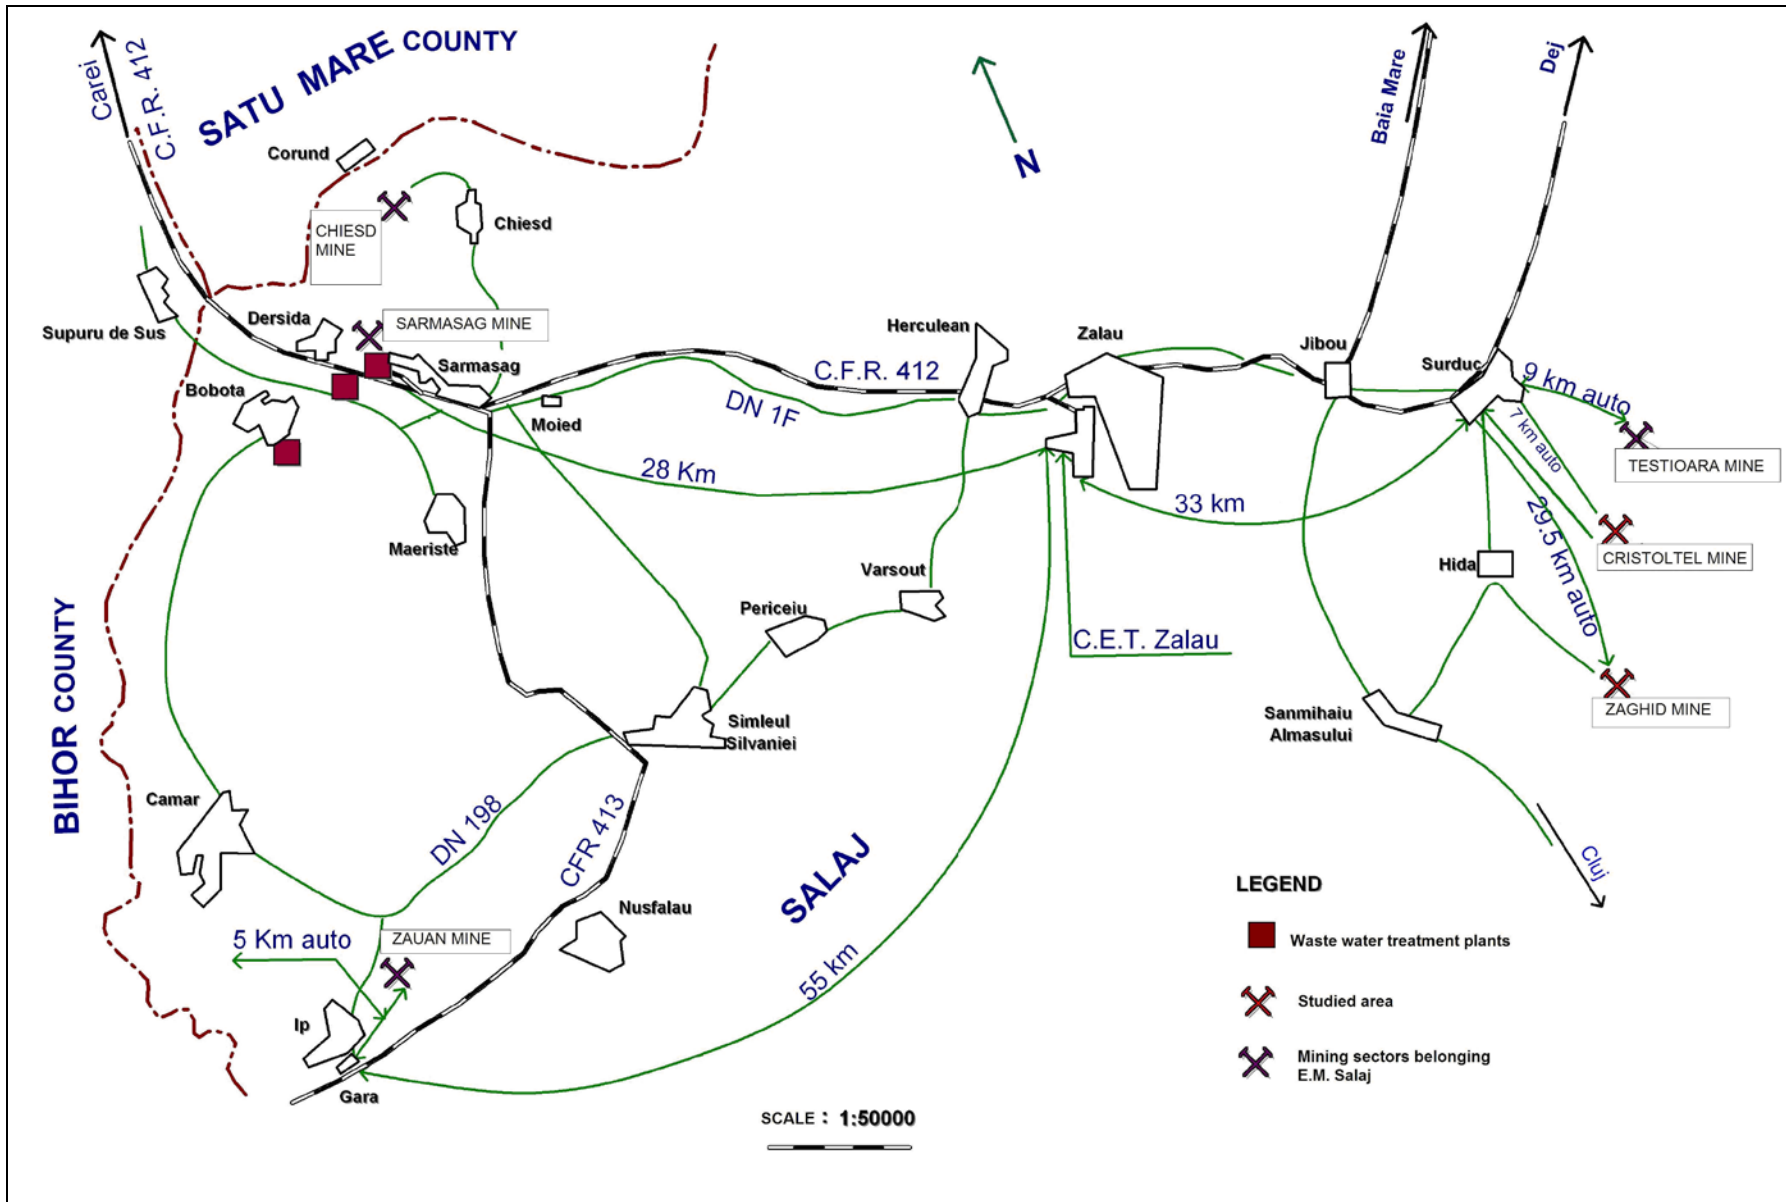 Carei
C.F.R. 412
SATU MARE COUNTY
Corund
CHIESD
MINE
Chiesd
N
Baia Mare
Dej
Supuru de Sus
Dersida
SARMASAG MINE
Sarmasag
Bobota
Moied
Maeriste
C.F.R. 412
DN 1F
28 Km
Herculean
Zalau
Jibou
Surduc
9 km auto
7 km auto
TESTIOARA MINE
33 km
29.5 km auto
CRISTOLTEL MINE
Hida
Varsout
Periceiu
C.E.T. Zalau
ZAGHID MINE
Sanmihaiu
Almasului
Simleul
Silvaniei
BIHOR COUNTY
Camar
DN 198
CFR 413
SALAJ
Cluj
Nusfalau
5 Km auto
ZAUAN MINE
55 km
Ip
Gara
LEGEND
Waste water treatment plants
Studied area
Mining sectors belonging
E.M. Salaj
SCALE : 1:50000